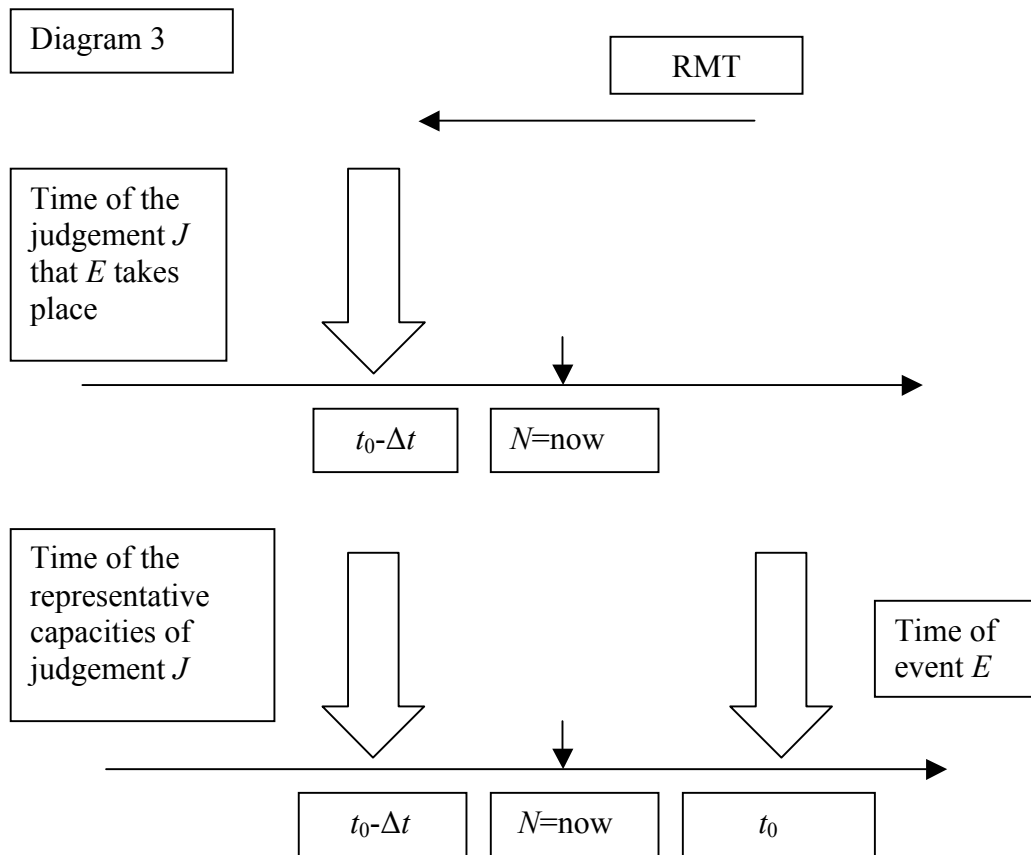 Diagram 3
RMT
Time of the
judgement J
that E takes
place
t₀-Δt
N=now
Time of the
representative
capacities of
judgement J
Time of
event E
t₀-Δt
N=now
t₀